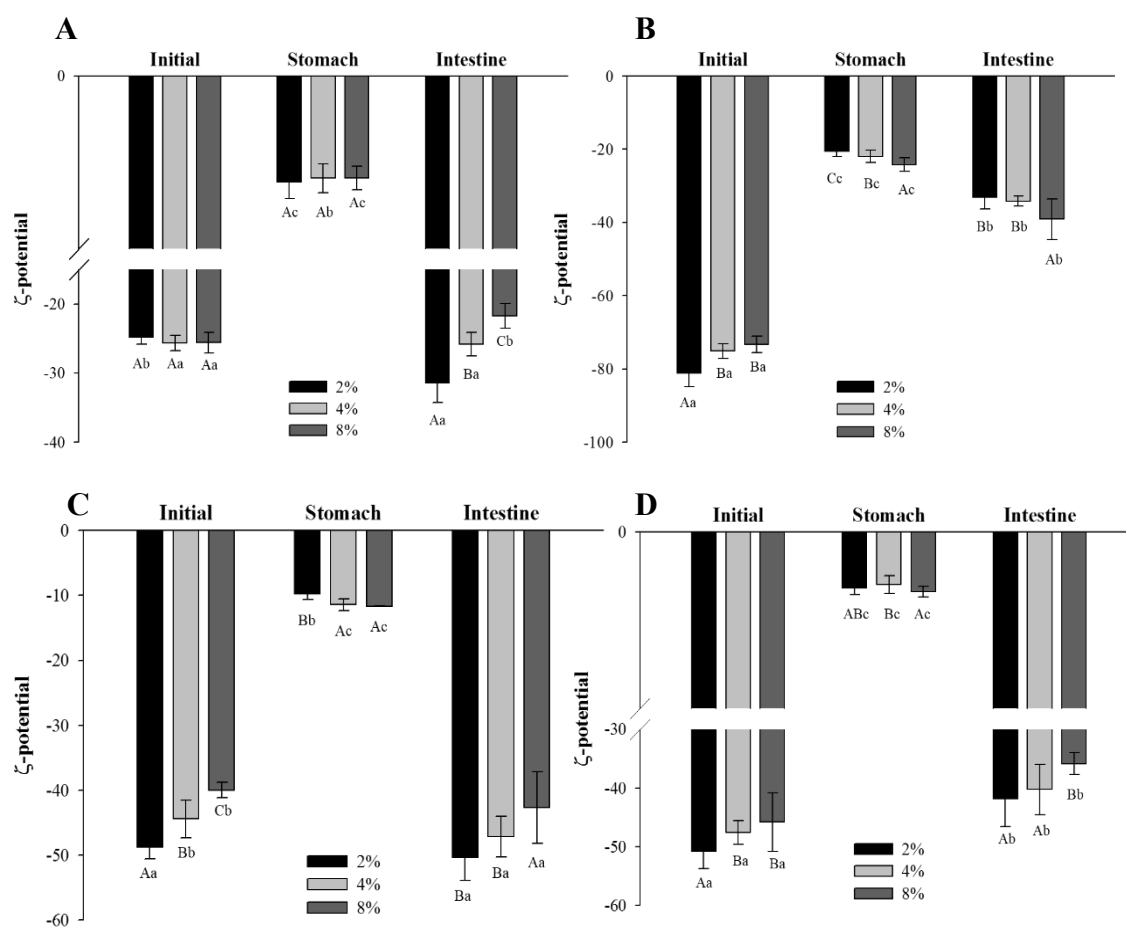 A
Initial Stomach Intestine
0
-20
-30
-40
ζ-potential
Ab Aa Aa
Ac Ab Ac
Aa Ba Cb
2%
4%
8%
B
Initial Stomach Intestine
0
-20
-40
-60
-80
-100
ζ-potential
Aa Ba Ba
Cc Bc Ac
Bb Bb Ab
2%
4%
8%
C
Initial Stomach Intestine
0
-10
-20
-30
-40
-50
-60
ζ-potential
Aa Bb Cb
Bb Ac Ac
Ba Ba Aa
2%
4%
8%
D
Initial Stomach Intestine
0
-30
-40
-50
-60
ζ-potential
Aa Ba Ba
ABc Bc Ac
Ab Ab Bb
2%
4%
8%